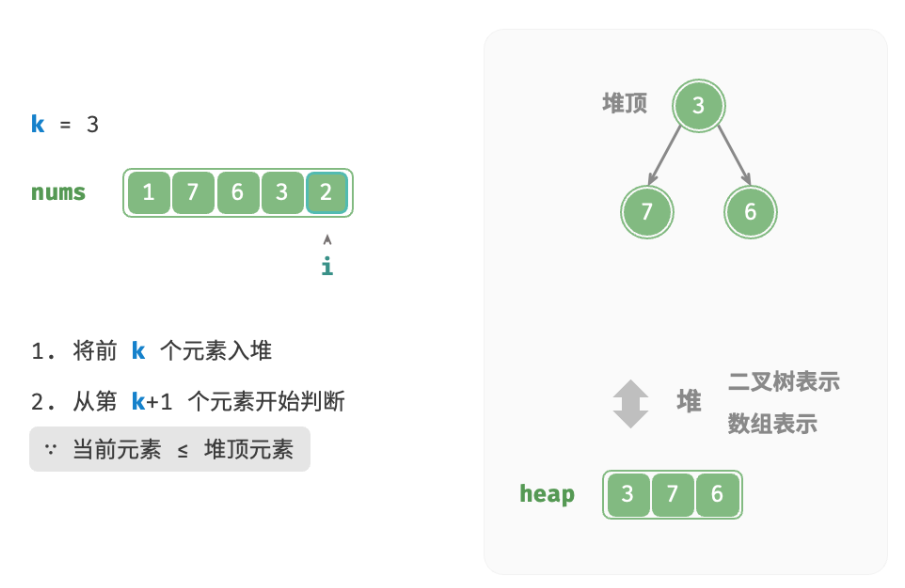 k = 3
nums 1 7 6 3 2
i
1. 将前 k 个元素入堆
2. 从第 k+1 个元素开始判断
∵ 当前元素 ≤ 堆顶元素
堆顶 3
7 6
堆 二叉树表示
数组表示
heap 3 7 6